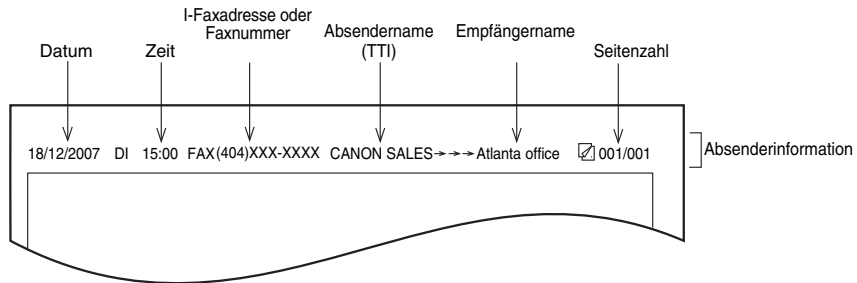 I-Faxadresse oder
Faxnummer
Absendername
(TTI)
Empfängername
Datum
Zeit
Seitenzahl
18/12/2007 DI 15:00 FAX(404)XXX-XXXX CANON SALES→→→Atlanta office 001/001
Absenderinformation